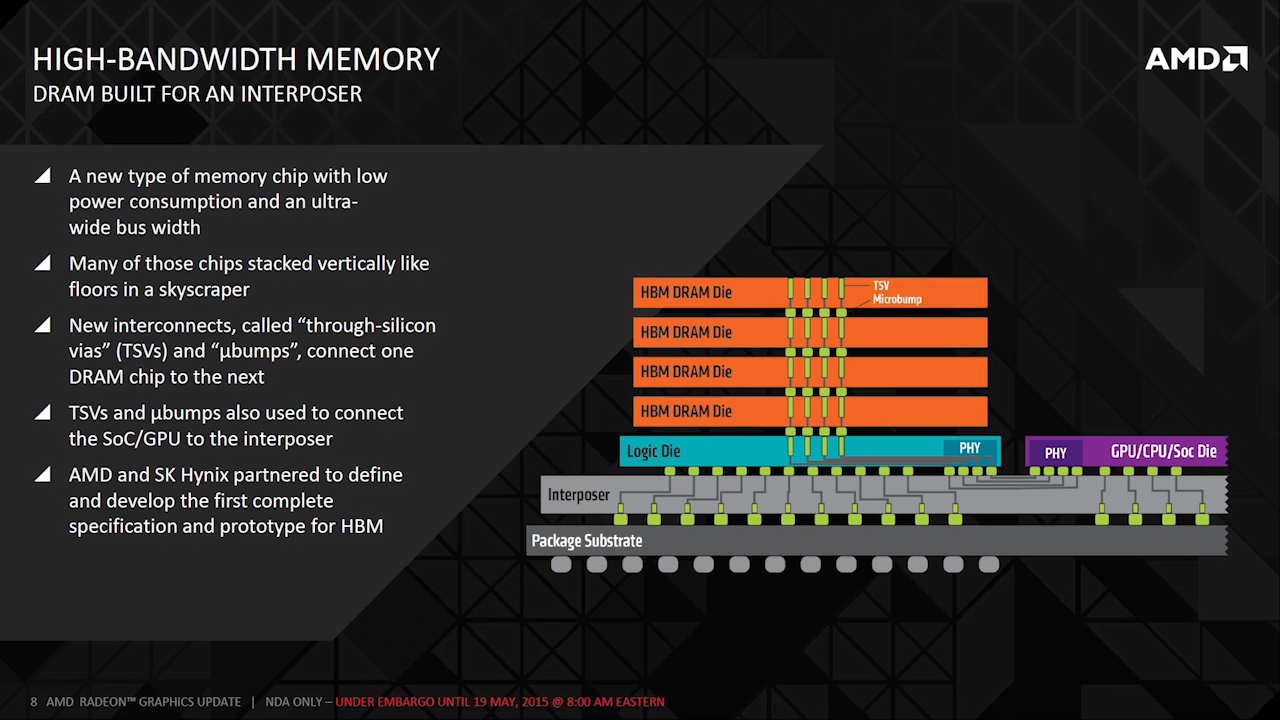 HIGH-BANDWIDTH MEMORY
DRAM BUILT FOR AN INTERPOSER
AMD
A new type of memory chip with low
power consumption and an ultra-
wide bus width
Many of those chips stacked vertically like
floors in a skyscraper
New interconnects, called “through-silicon
vias” (TSVs) and “µbumps”, connect one
DRAM chip to the next
TSVs and µbumps also used to connect
the SoC/GPU to the interposer
AMD and SK Hynix partnered to define
and develop the first complete
specification and prototype for HBM
HBM DRAM Die
TSV
Microbump
HBM DRAM Die
HBM DRAM Die
HBM DRAM Die
Logic Die
PHY
PHY
GPU/CPU/Soc Die
Interposer
Package Substrate
8 AMD RADEON™ GRAPHICS UPDATE | NDA ONLY – UNDER EMBARGO UNTIL 19 MAY, 2015 @ 8:00 AM EASTERN